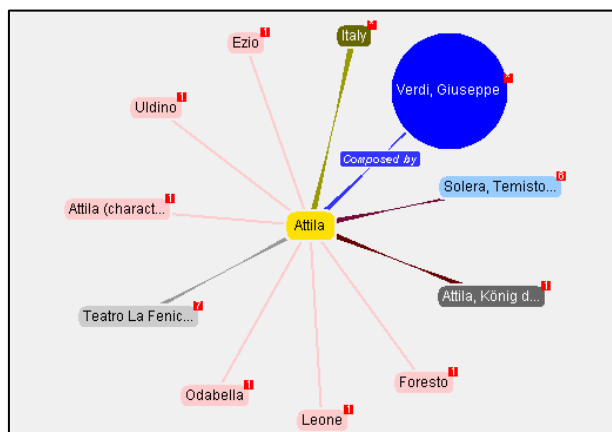 Ezio 1
Italy
Verdi, Giuseppe
Uldino 1
Composed by
Solera, Temisto... 6
Attila (charact... 1
Attila
Attila, König d... 1
Teatro La Fenic... 7
Foresto 1
Odabella 1
Leone 1